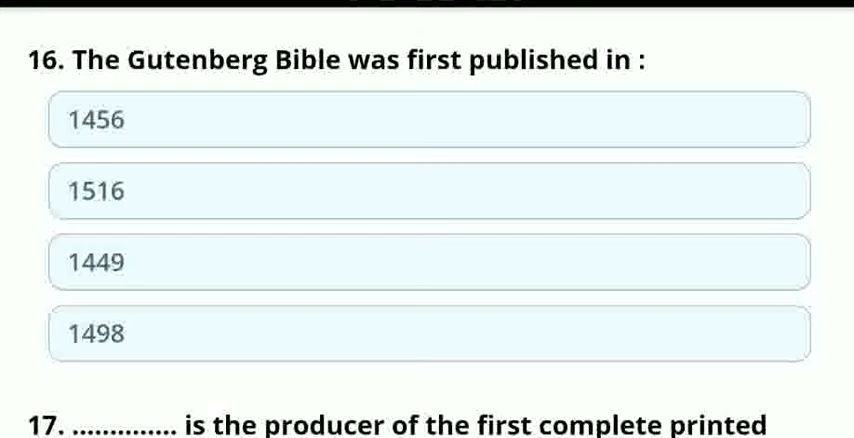 16. The Gutenberg Bible was first published in :
1456
1516
1449
1498
17. .............. is the producer of the first complete printed